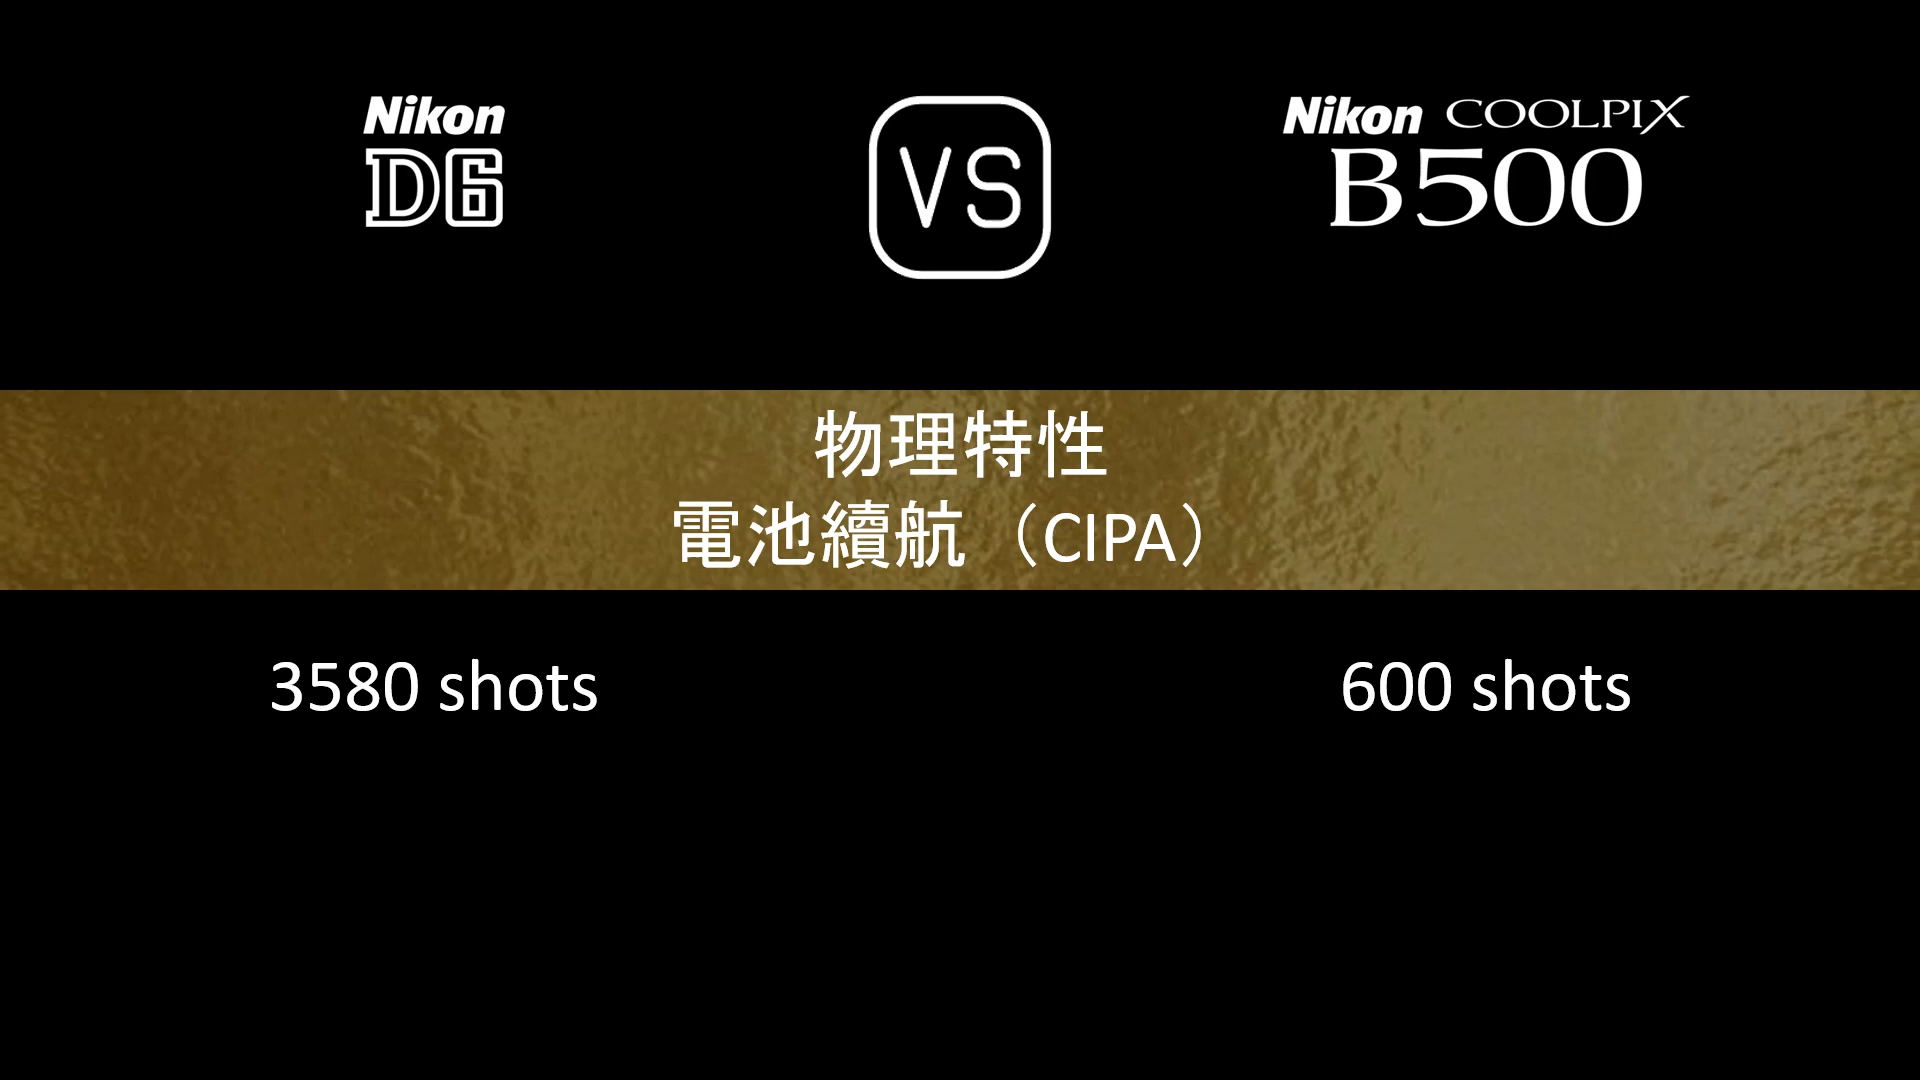 Nikon
D6
VS
Nikon COOLPIX
B500
物理特性
電池續航（CIPA）
3580 shots
600 shots